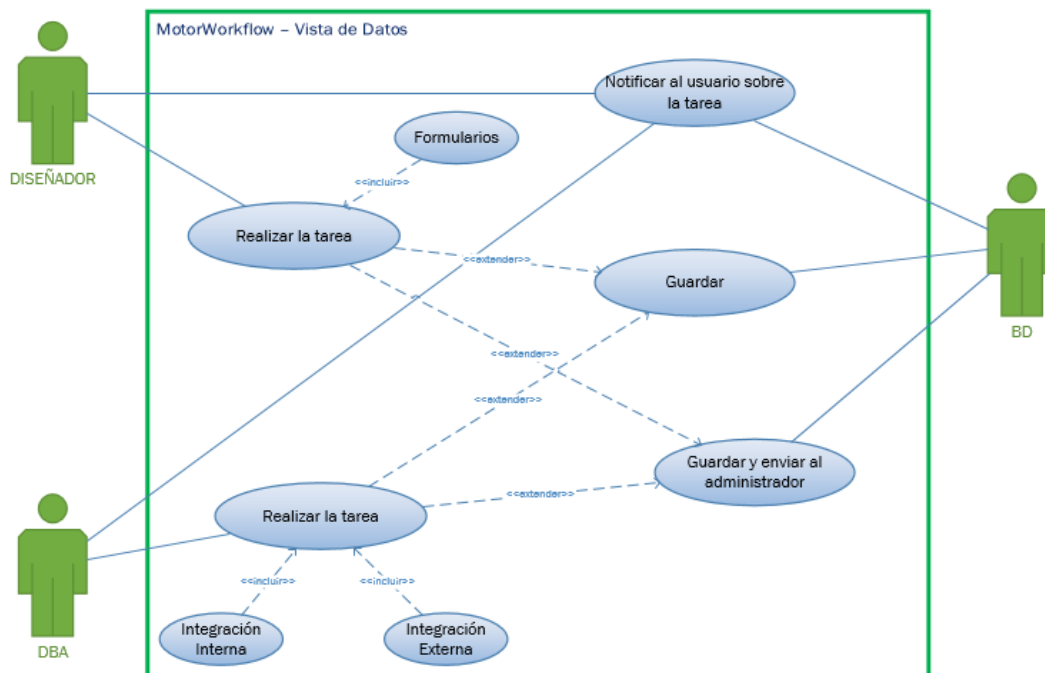 MotorWorkflow – Vista de Datos
Notificar al usuario sobre
la tarea
Formularios
DISEÑADOR
<<incluir>>
Realizar la tarea
<<extender>>
Guardar
BD
<<extender>>
<<extender>>
Guardar y enviar al
administrador
<<extender>>
Realizar la tarea
<<incluir>>
<<incluir>>
Integración
Interna
Integración
Externa
DBA